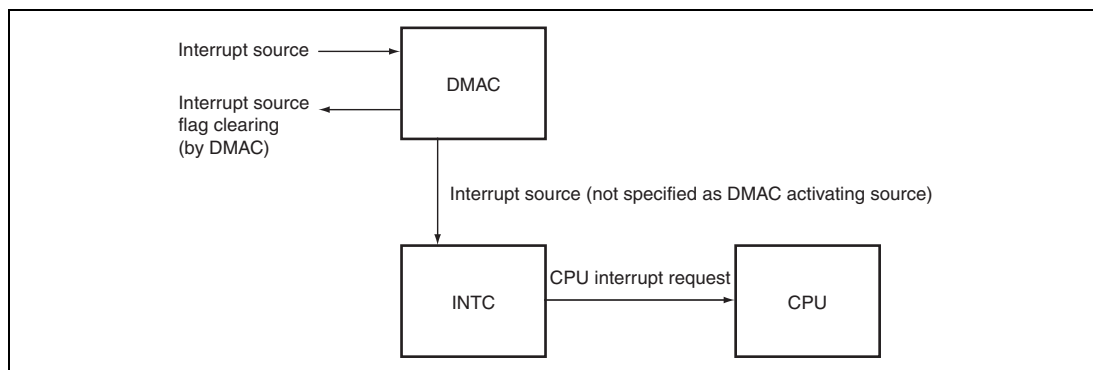 Interrupt source
DMAC
Interrupt source
flag clearing
(by DMAC)
Interrupt source (not specified as DMAC activating source)
INTC
CPU interrupt request
CPU